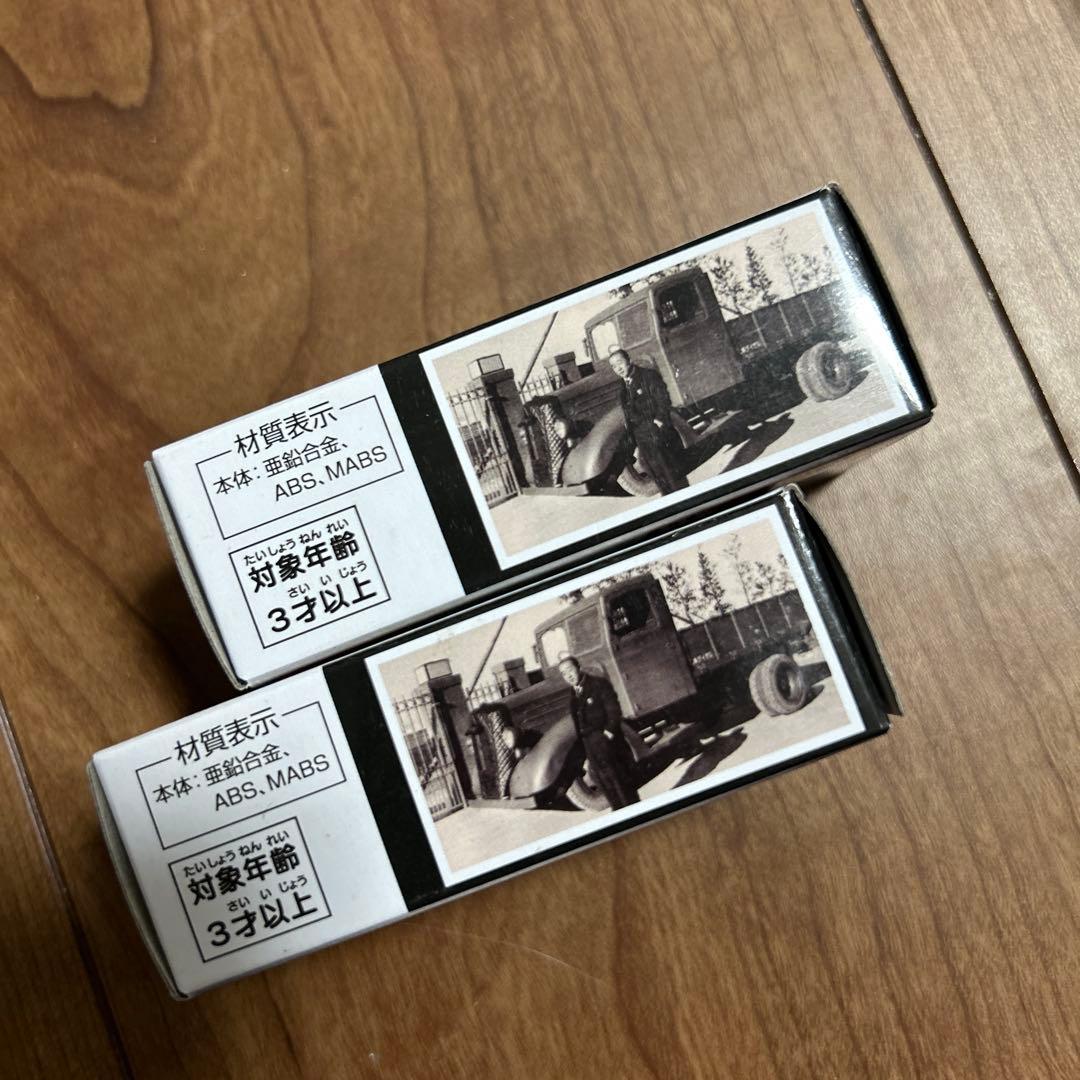 材質表示
本体：亜鉛合金、
ABS、MABS
たいしょう ねん れい
対象年齢
さい い じょう
3才以上
材質表示
本体：亜鉛合金、
ABS、MABS
たいしょう ねん れい
対象年齢
さい い じょう
3才以上